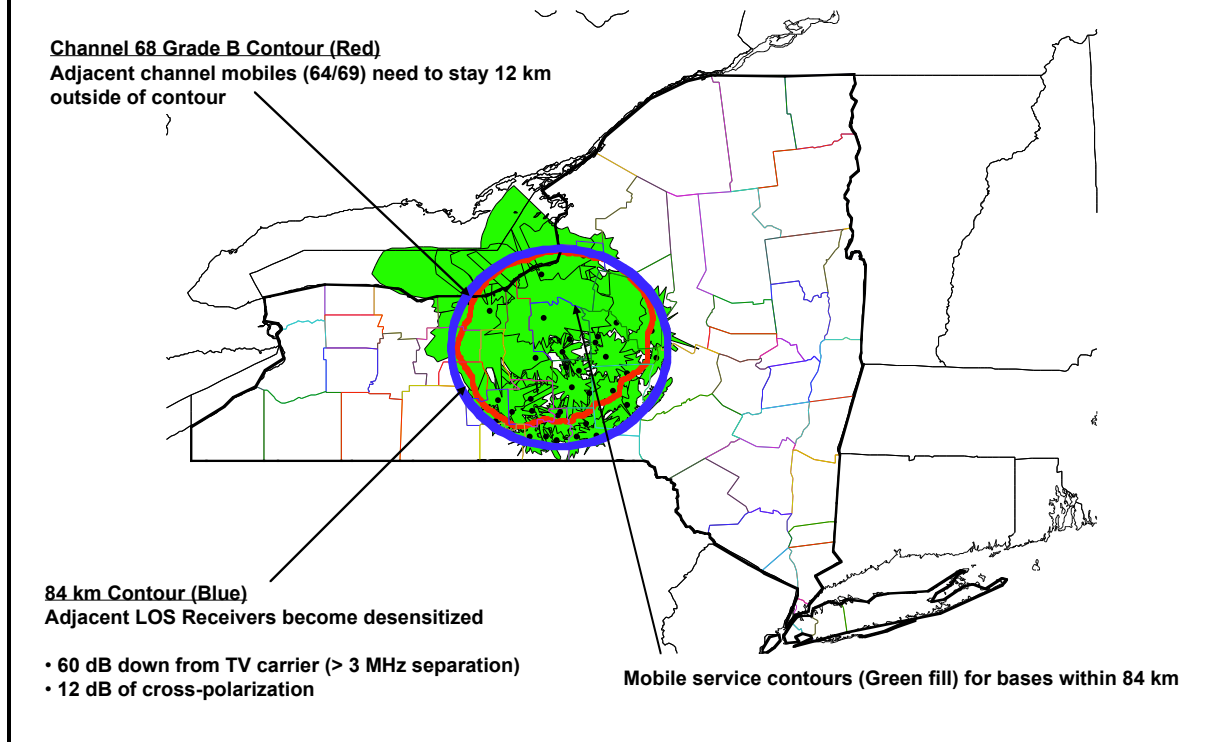 Channel 68 Grade B Contour (Red)
Adjacent channel mobiles (64/69) need to stay 12 km
outside of contour
84 km Contour (Blue)
Adjacent LOS Receivers become desensitized
• 60 dB down from TV carrier (> 3 MHz separation)
• 12 dB of cross-polarization
Mobile service contours (Green fill) for bases within 84 km